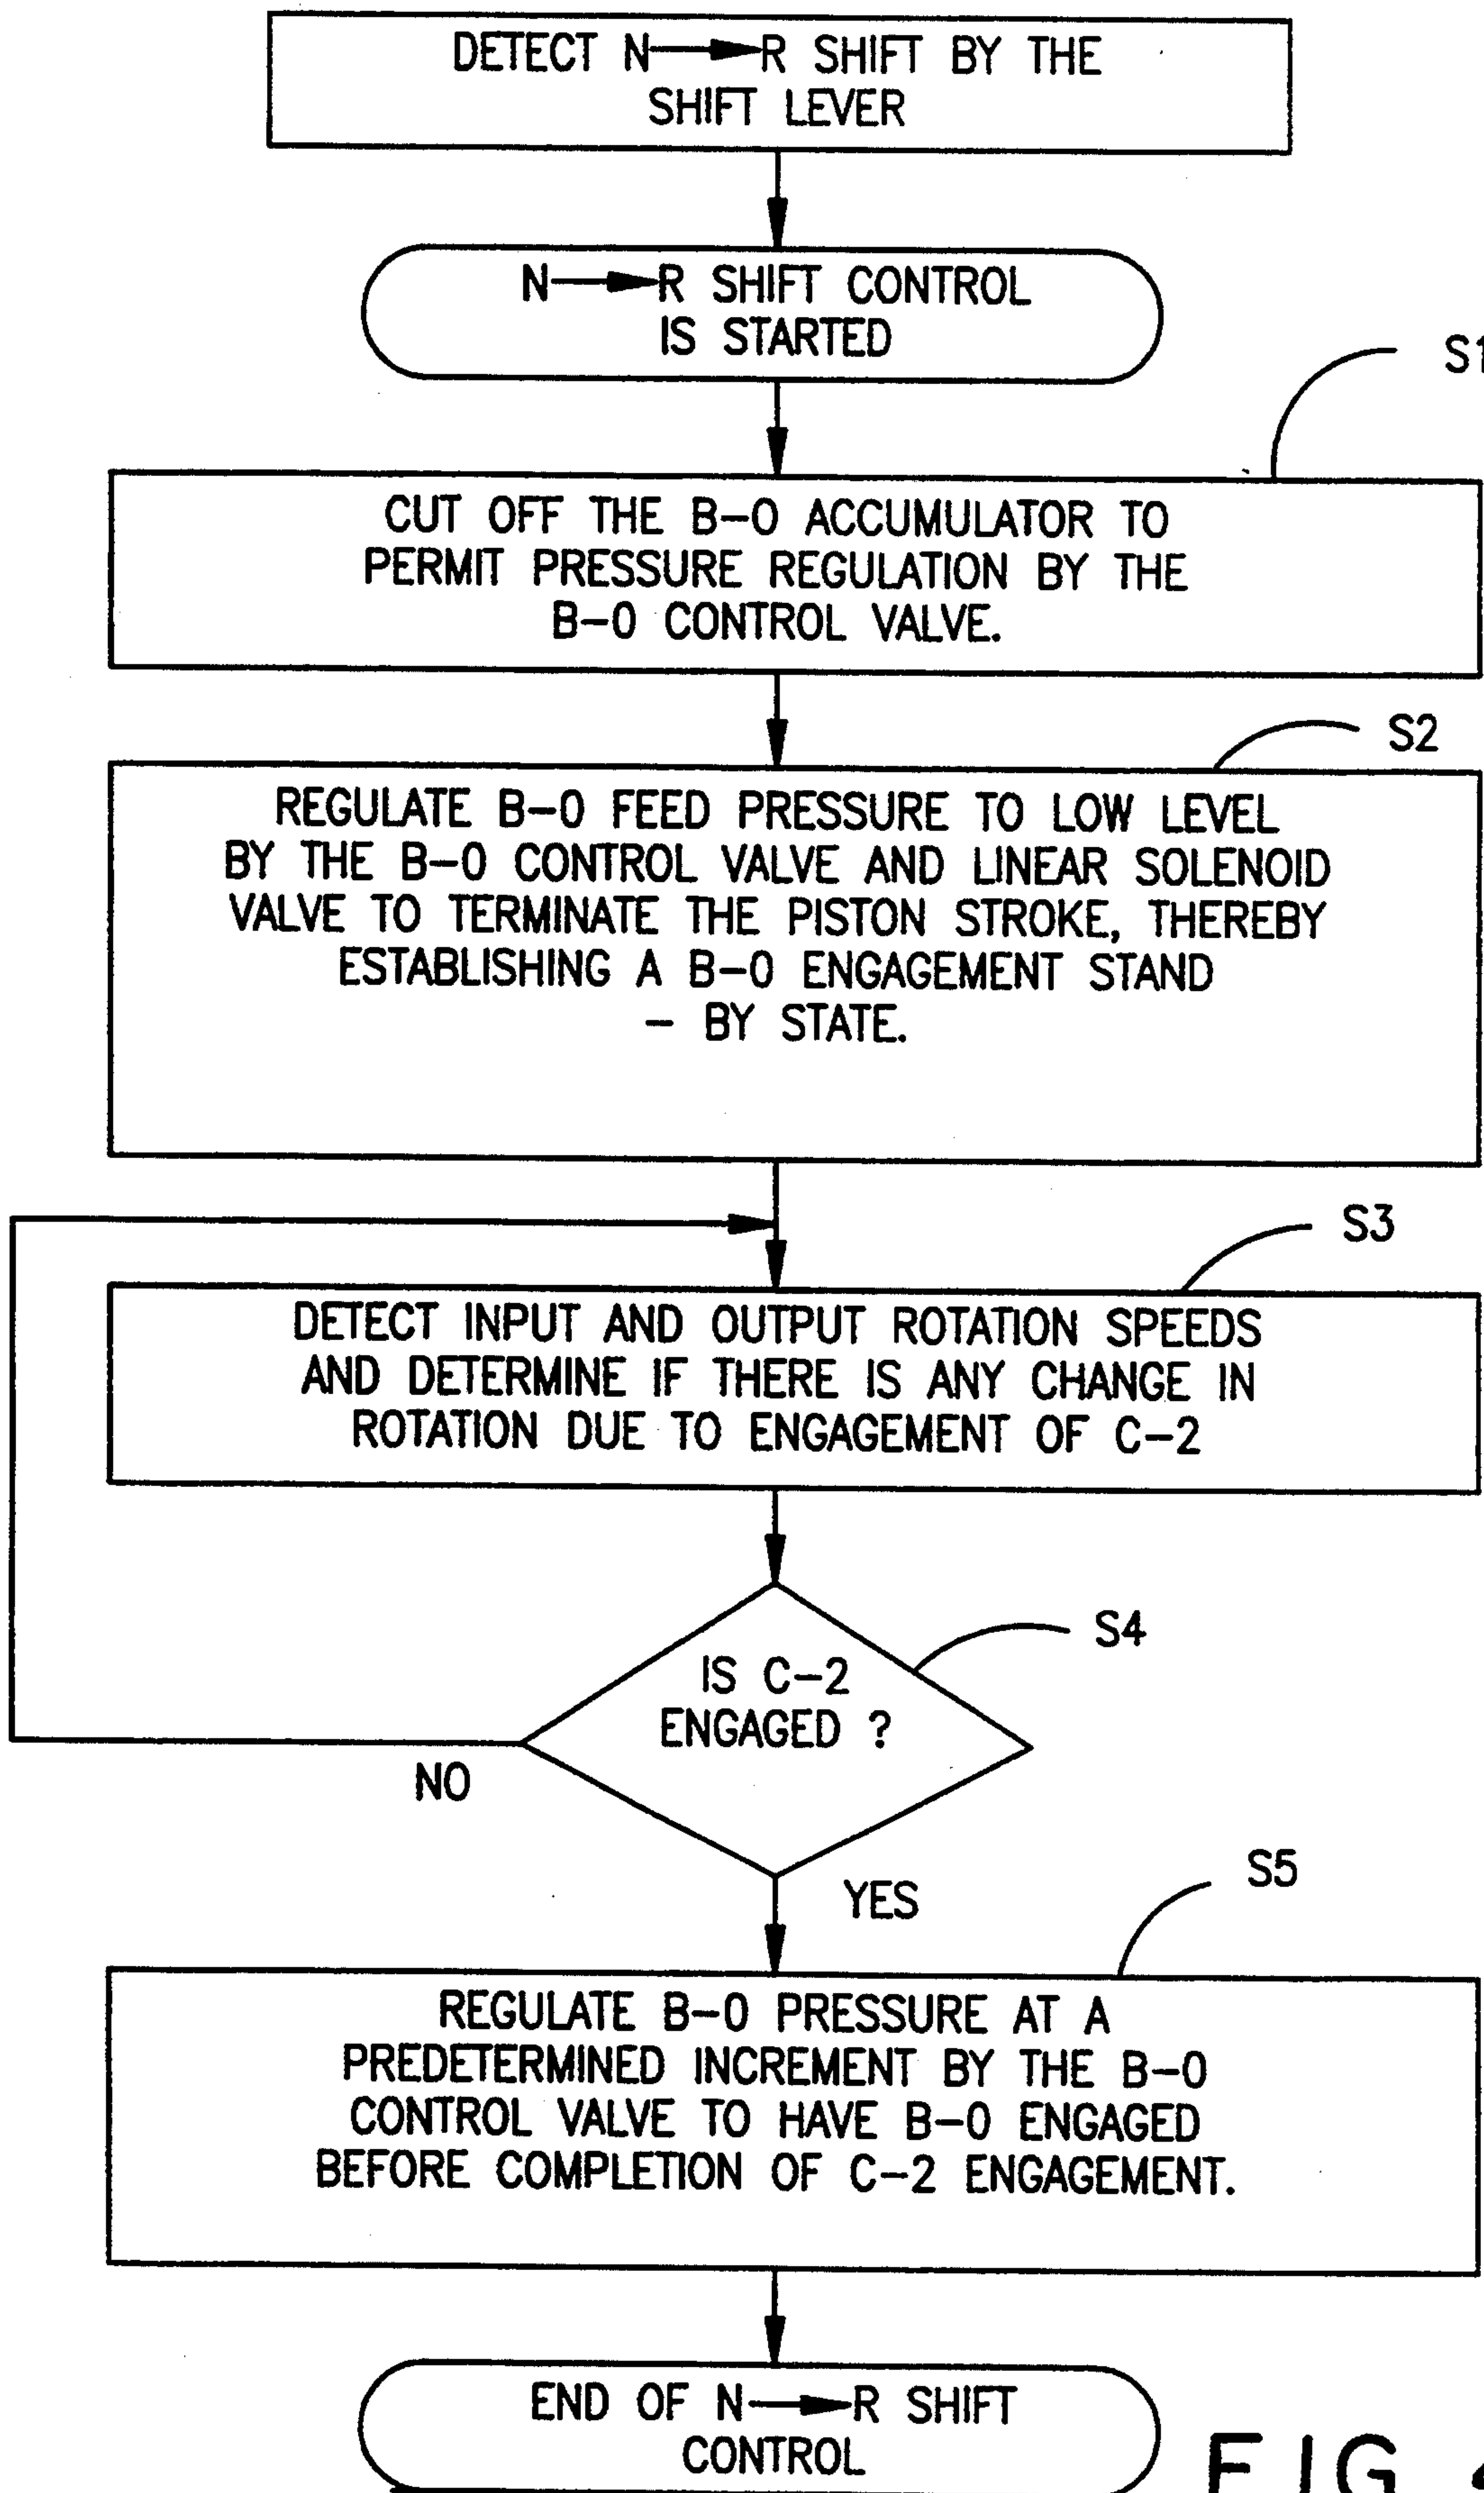 DETECT N→R SHIFT BY THE
SHIFT LEVER
N→R SHIFT CONTROL
IS STARTED
S1
CUT OFF THE B-0 ACCUMULATOR TO
PERMIT PRESSURE REGULATION BY THE
B-0 CONTROL VALVE.
S2
REGULATE B-0 FEED PRESSURE TO LOW LEVEL
BY THE B-0 CONTROL VALVE AND LINEAR SOLENOID
VALVE TO TERMINATE THE PISTON STROKE, THEREBY
ESTABLISHING A B-0 ENGAGEMENT STAND
- BY STATE.
S3
DETECT INPUT AND OUTPUT ROTATION SPEEDS
AND DETERMINE IF THERE IS ANY CHANGE IN
ROTATION DUE TO ENGAGEMENT OF C-2
S4
IS C-2
ENGAGED ?
NO
YES
S5
REGULATE B-0 PRESSURE AT A
PREDETERMINED INCREMENT BY THE B-0
CONTROL VALVE TO HAVE B-0 ENGAGED
BEFORE COMPLETION OF C-2 ENGAGEMENT.
END OF N→R SHIFT
CONTROL
FIG